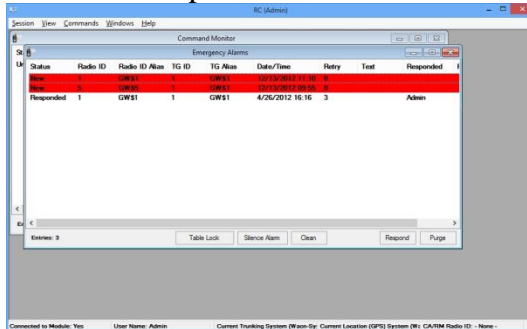 RC (Admin)
Session View Commands Windows Help
Command Monitor
Emergency Alarms
Status Radio ID Radio ID Alias TG ID TG Alias Date/Time Retry Text Responded
New 1 GW$1 1 GW$1 12/13/2012 11:10 0
New 5 GW$5 1 GW$1 12/13/2012 09:55 0
Responded 1 GW$1 1 GW$1 4/26/2012 16:16 3 Admin
Entries: 3 Table Lock Silence Alarm Clean Respond Purge
Connected to Module: Yes User Name: Admin Current Trunking System (Waon-Sy: Current Location (GPS) System (Wa: CA/RM Radio ID: - None -